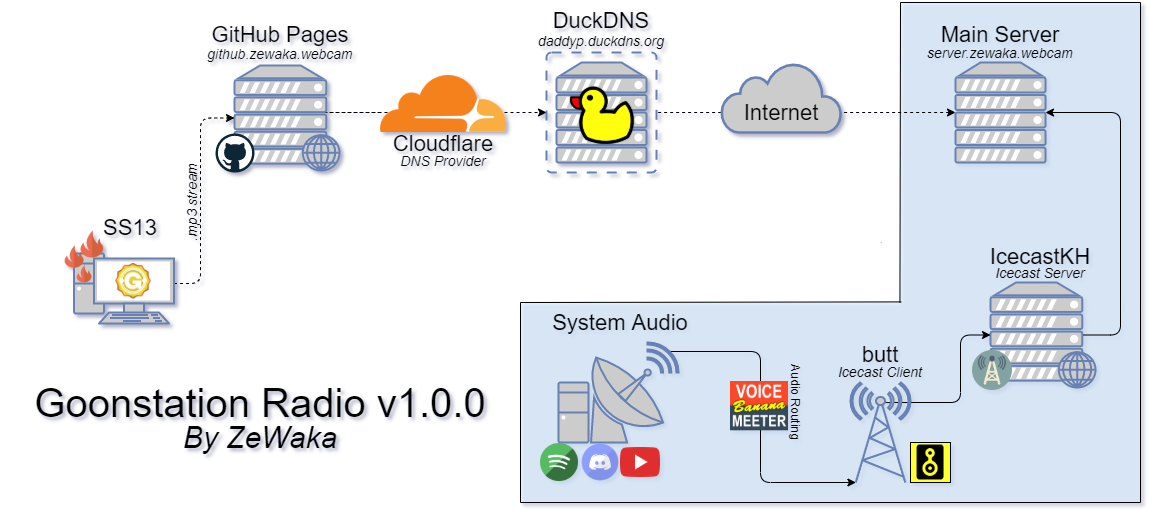 GitHub Pages
github.zewaka.webcam
Cloudflare
DNS Provider
DuckDNS
daddyp.duckdns.org
Internet
Main Server
server.zewaka.webcam
.mp3 stream
SS13
G
IcecastKH
Icecast Server
System Audio
VOICE
Banana
MEETER
Audio Routing
butt
Icecast Client
Goonstation Radio v1.0.0
By ZeWaka